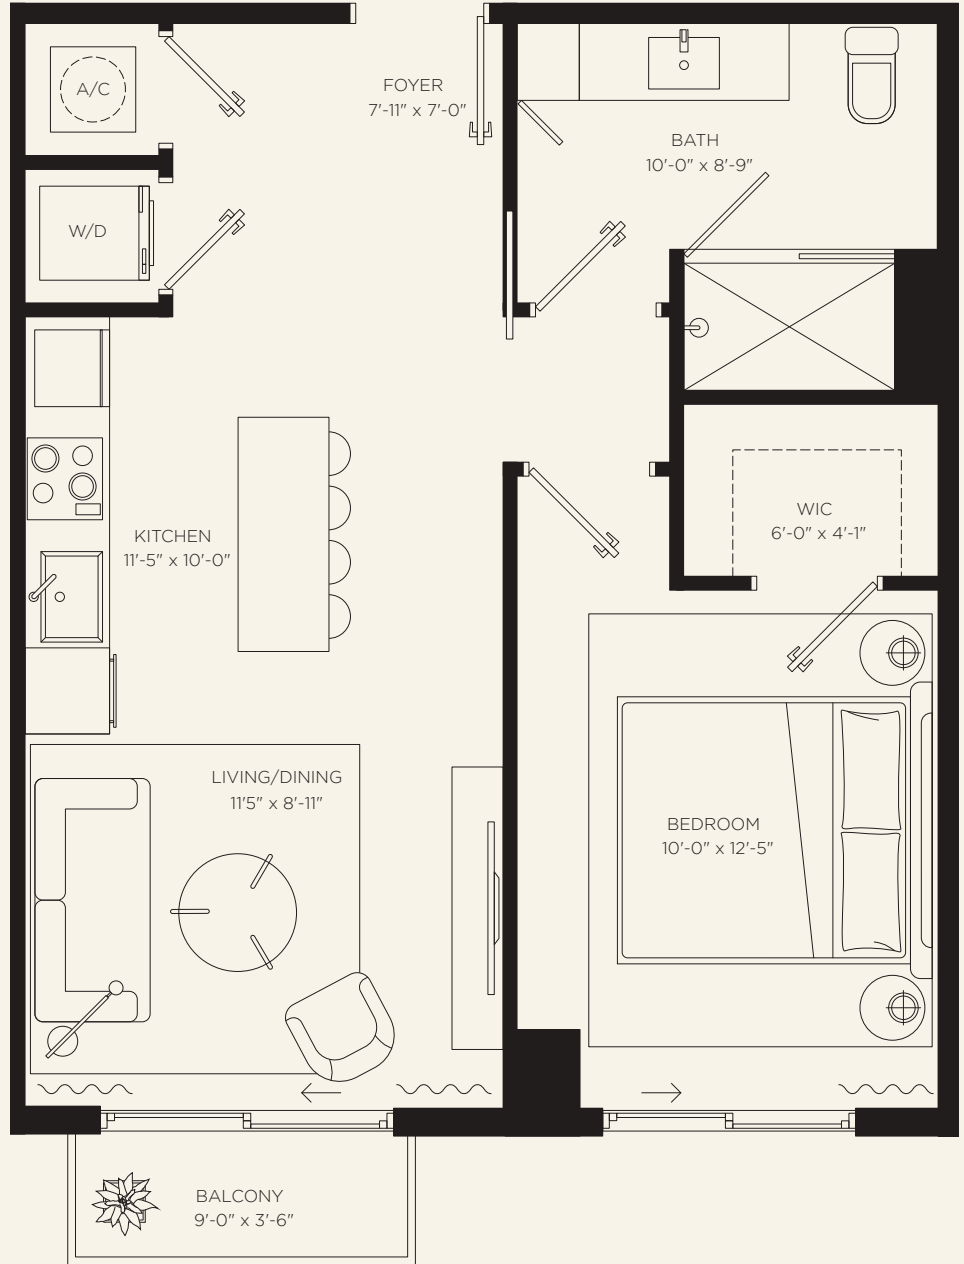 A/C
FOYER
7'-11" x 7'-0"
BATH
10'-0" x 8'-9"
W/D
WIC
6'-0" x 4'-1"
KITCHEN
11'-5" x 10'-0"
LIVING/DINING
11'5" x 8'-11"
BEDROOM
10'-0" x 12'-5"
BALCONY
9'-0" x 3'-6"